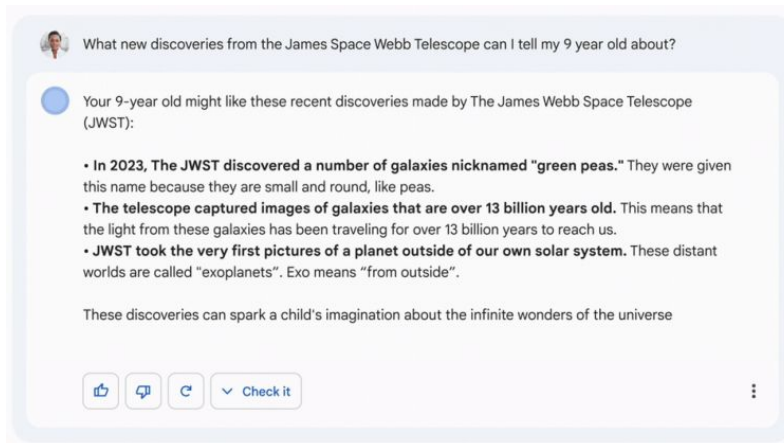 What new discoveries from the James Space Webb Telescope can I tell my 9 year old about?
Your 9-year old might like these recent discoveries made by The James Webb Space Telescope
(JWST):
• In 2023, The JWST discovered a number of galaxies nicknamed "green peas." They were given
this name because they are small and round, like peas.
• The telescope captured images of galaxies that are over 13 billion years old. This means that
the light from these galaxies has been traveling for over 13 billion years to reach us.
• JWST took the very first pictures of a planet outside of our own solar system. These distant
worlds are called "exoplanets". Exo means "from outside".
These discoveries can spark a child's imagination about the infinite wonders of the universe
Check it